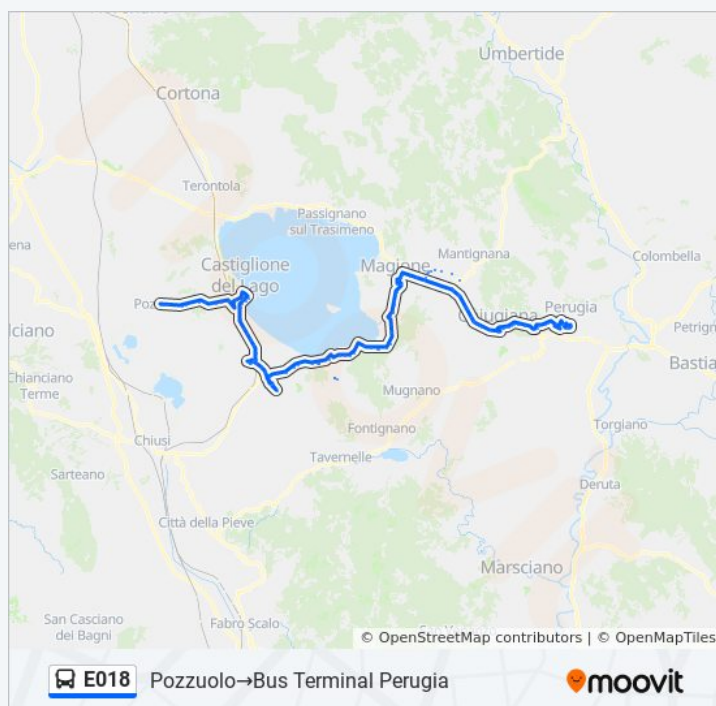 Umbertide
Cortona
Terontola
Passignano
sul Trasimeno
Mantignana
Colombella
Castiglione
del Lago
Magione
Perugia
Petrign
Bastia
Chianciano
Terme
Mugnano
Torgiano
Fontignano
Chiusi
Tavernelle
Sarteano
Deruta
Città della Pieve
Marsciano
San Casciano
dei Bagni
Fabro Scalo
© OpenStreetMap contributors | © OpenMapTiles
E018
Pozzuolo→Bus Terminal Perugia
moovit